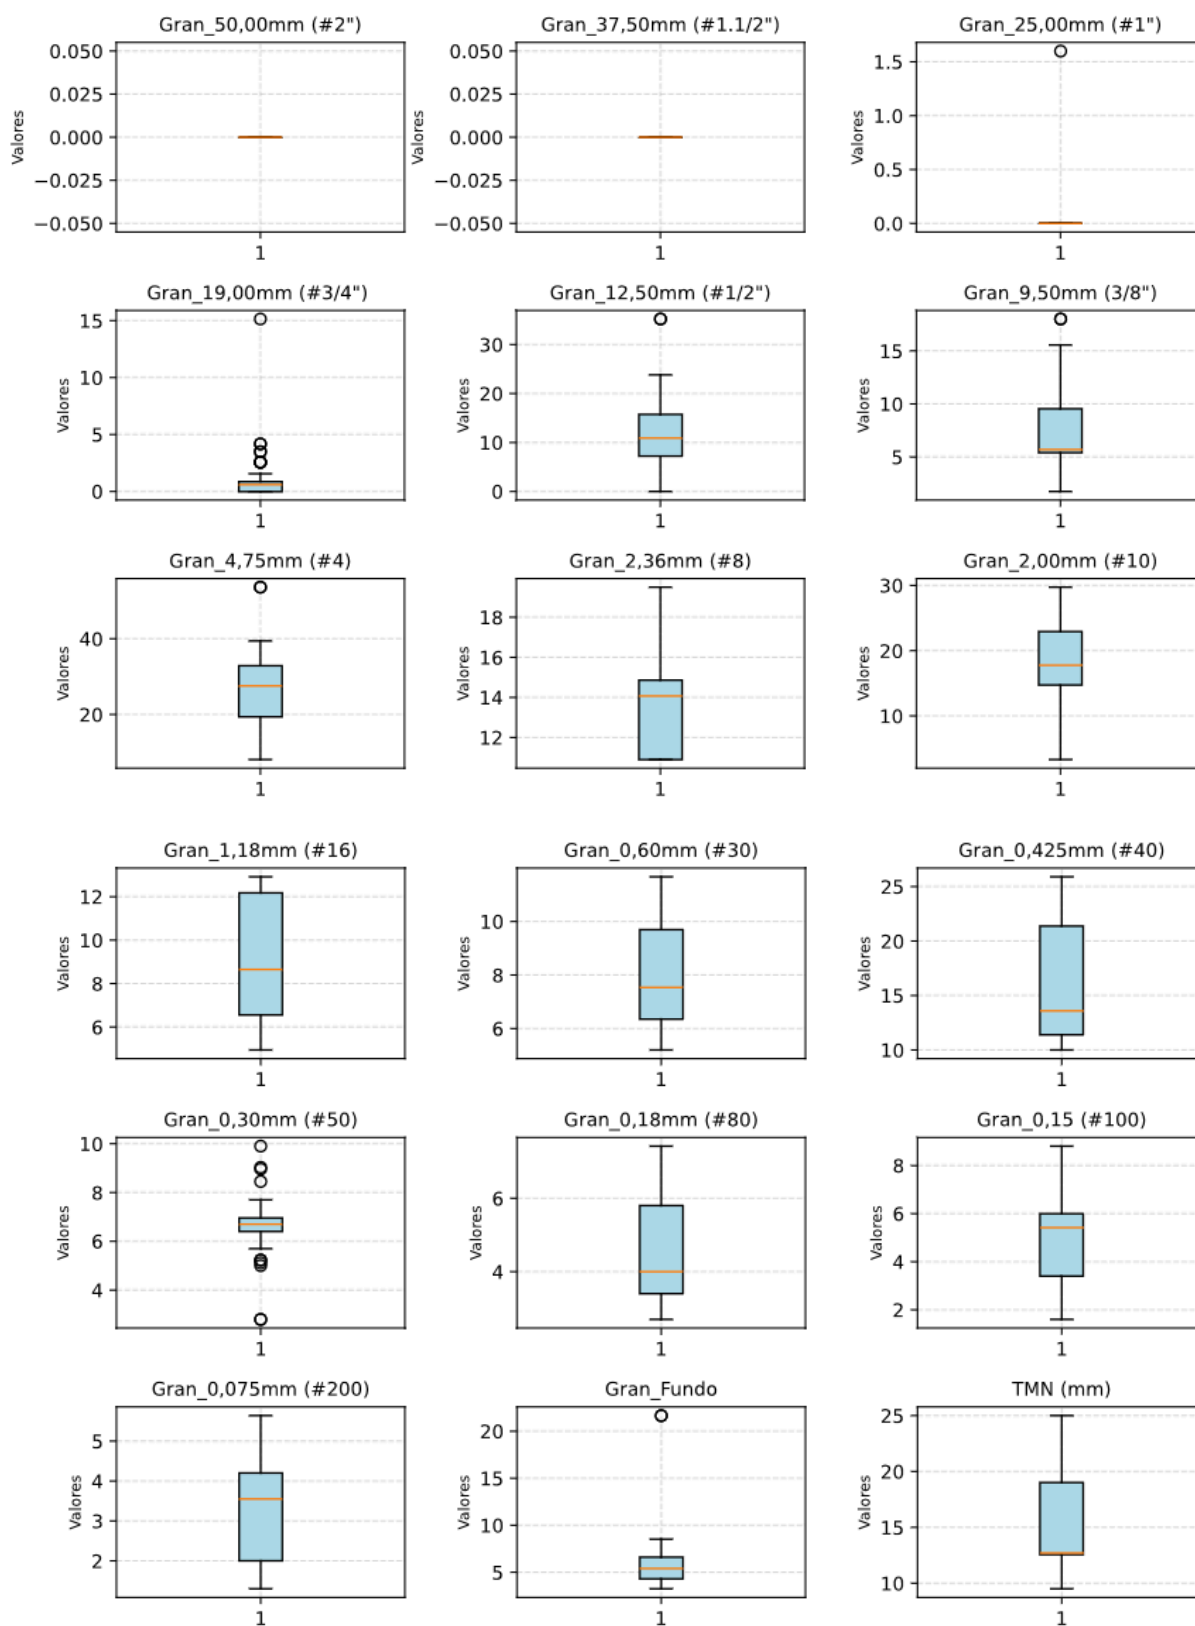 Gran_50,00mm (#2")
Gran_37,50mm (#1.1/2")
Gran_25,00mm (#1")
Valores
0.050
0.025
0.000
−0.025
−0.050
1
Valores
0.050
0.025
0.000
−0.025
−0.050
1
Valores
1.5
1.0
0.5
0.0
1
Gran_19,00mm (#3/4")
Gran_12,50mm (#1/2")
Gran_9,50mm (3/8")
Valores
15
10
5
0
1
Valores
30
20
10
0
1
Valores
15
10
5
1
Gran_4,75mm (#4)
Gran_2,36mm (#8)
Gran_2,00mm (#10)
Valores
40
20
1
Valores
18
16
14
12
1
Valores
30
20
10
1
Gran_1,18mm (#16)
Gran_0,60mm (#30)
Gran_0,425mm (#40)
Valores
12
10
8
6
1
Valores
10
8
6
1
Valores
25
20
15
10
1
Gran_0,30mm (#50)
Gran_0,18mm (#80)
Gran_0,15 (#100)
Valores
10
8
6
4
1
Valores
6
4
1
Valores
8
6
4
2
1
Gran_0,075mm (#200)
Gran_Fundo
TMN (mm)
Valores
5
4
3
2
1
Valores
20
15
10
5
1
Valores
25
20
15
10
1